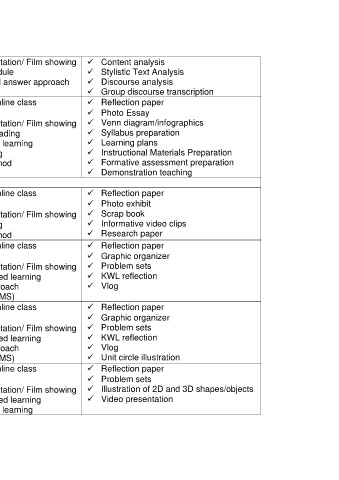 tation/ Film showing ✓ Content analysis
dule ✓ Stylistic Text Analysis
l answer approach ✓ Discourse analysis
✓ Group discourse transcription
line class ✓ Reflection paper
✓ Photo Essay
tation/ Film showing ✓ Venn diagram/infographics
ading ✓ Syllabus preparation
learning ✓ Learning plans
g ✓ Instructional Materials Preparation
nod ✓ Formative assessment preparation
✓ Demonstration teaching
line class ✓ Reflection paper
✓ Photo exhibit
tation/ Film showing ✓ Scrap book
g ✓ Informative video clips
nod ✓ Research paper
line class ✓ Reflection paper
✓ Graphic organizer
tation/ Film showing ✓ Problem sets
ed learning ✓ KWL reflection
roach ✓ Vlog
MS)
line class ✓ Reflection paper
✓ Graphic organizer
tation/ Film showing ✓ Problem sets
ed learning ✓ KWL reflection
roach ✓ Vlog
MS) ✓ Unit circle illustration
line class ✓ Reflection paper
✓ Problem sets
tation/ Film showing ✓ Illustration of 2D and 3D shapes/objects
ed learning ✓ Video presentation
learning